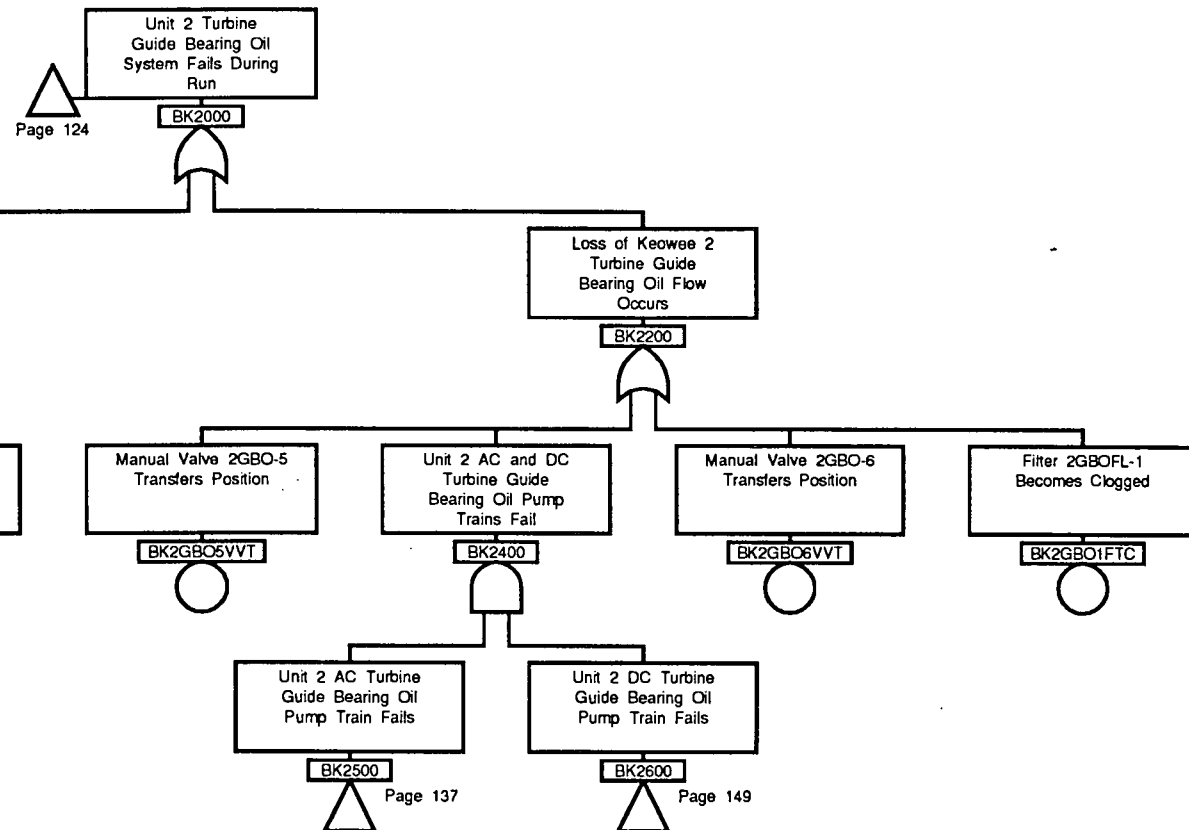 Unit 2 Turbine
Guide Bearing Oil
System Fails During
Run
Page 124
BK2000
Loss of Keowee 2
Turbine Guide
Bearing Oil Flow
Occurs
BK2200
Manual Valve 2GBO-5
Transfers Position
BK2GBO5VVT
Unit 2 AC and DC
Turbine Guide
Bearing Oil Pump
Trains Fail
BK2400
Manual Valve 2GBO-6
Transfers Position
BK2GBO6VVT
Filter 2GBOFL-1
Becomes Clogged
BK2GBO1FTC
Unit 2 AC Turbine
Guide Bearing Oil
Pump Train Fails
BK2500
Page 137
Unit 2 DC Turbine
Guide Bearing Oil
Pump Train Fails
BK2600
Page 149